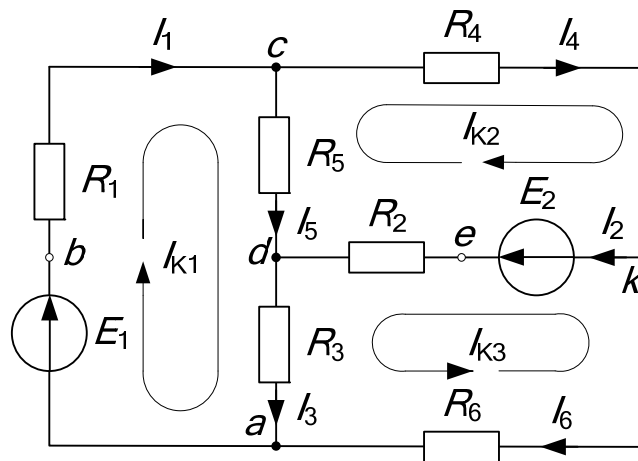 I1 c R4 I4
IK2
R1 R5
E2
R2 I2
b IK1 d I5 e
k
E1 R3 IK3
a I3 R6 I6